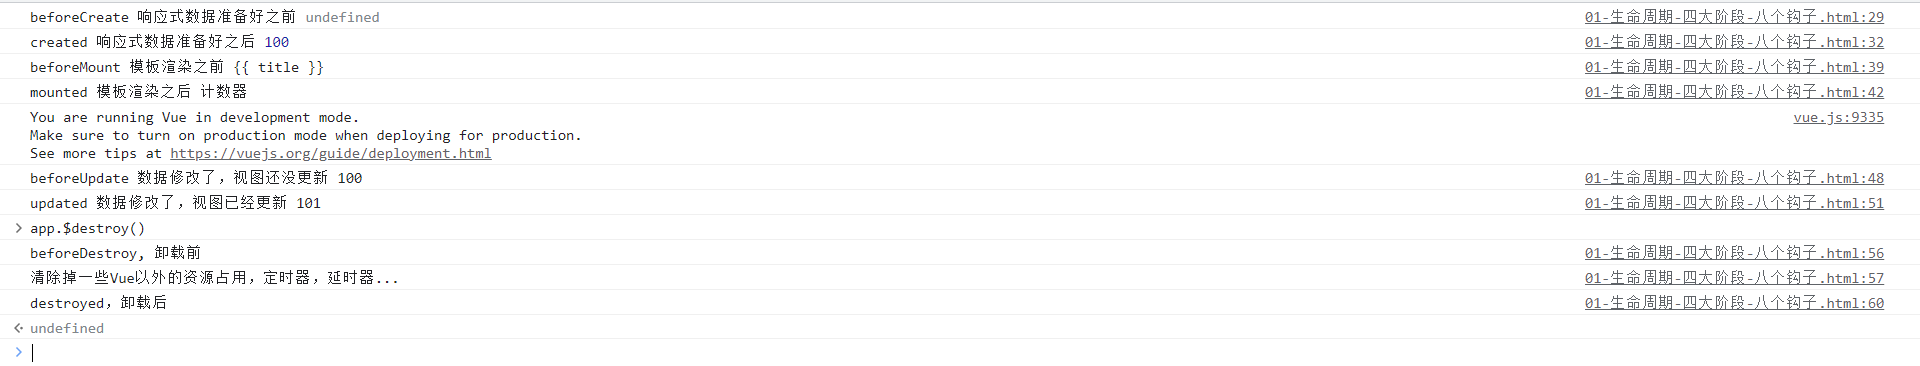 beforeCreate 响应式数据准备好之前 undefined 01-生命周期-四大阶段-八个钩子.html:29
created 响应式数据准备好之后 100 01-生命周期-四大阶段-八个钩子.html:32
beforeMount 模板渲染之前 {{ title }} 01-生命周期-四大阶段-八个钩子.html:39
mounted 模板渲染之后 计数器 01-生命周期-四大阶段-八个钩子.html:42
You are running Vue in development mode. vue.js:9335
Make sure to turn on production mode when deploying for production.
See more tips at https://vuejs.org/guide/deployment.html
beforeUpdate 数据修改了，视图还没更新 100 01-生命周期-四大阶段-八个钩子.html:48
updated 数据修改了，视图已经更新 101 01-生命周期-四大阶段-八个钩子.html:51
> app.$destroy()
beforeDestroy, 卸载前 01-生命周期-四大阶段-八个钩子.html:56
清除掉一些Vue以外的资源占用，定时器，延时器... 01-生命周期-四大阶段-八个钩子.html:57
destroyed，卸载后 01-生命周期-四大阶段-八个钩子.html:60
undefined
>